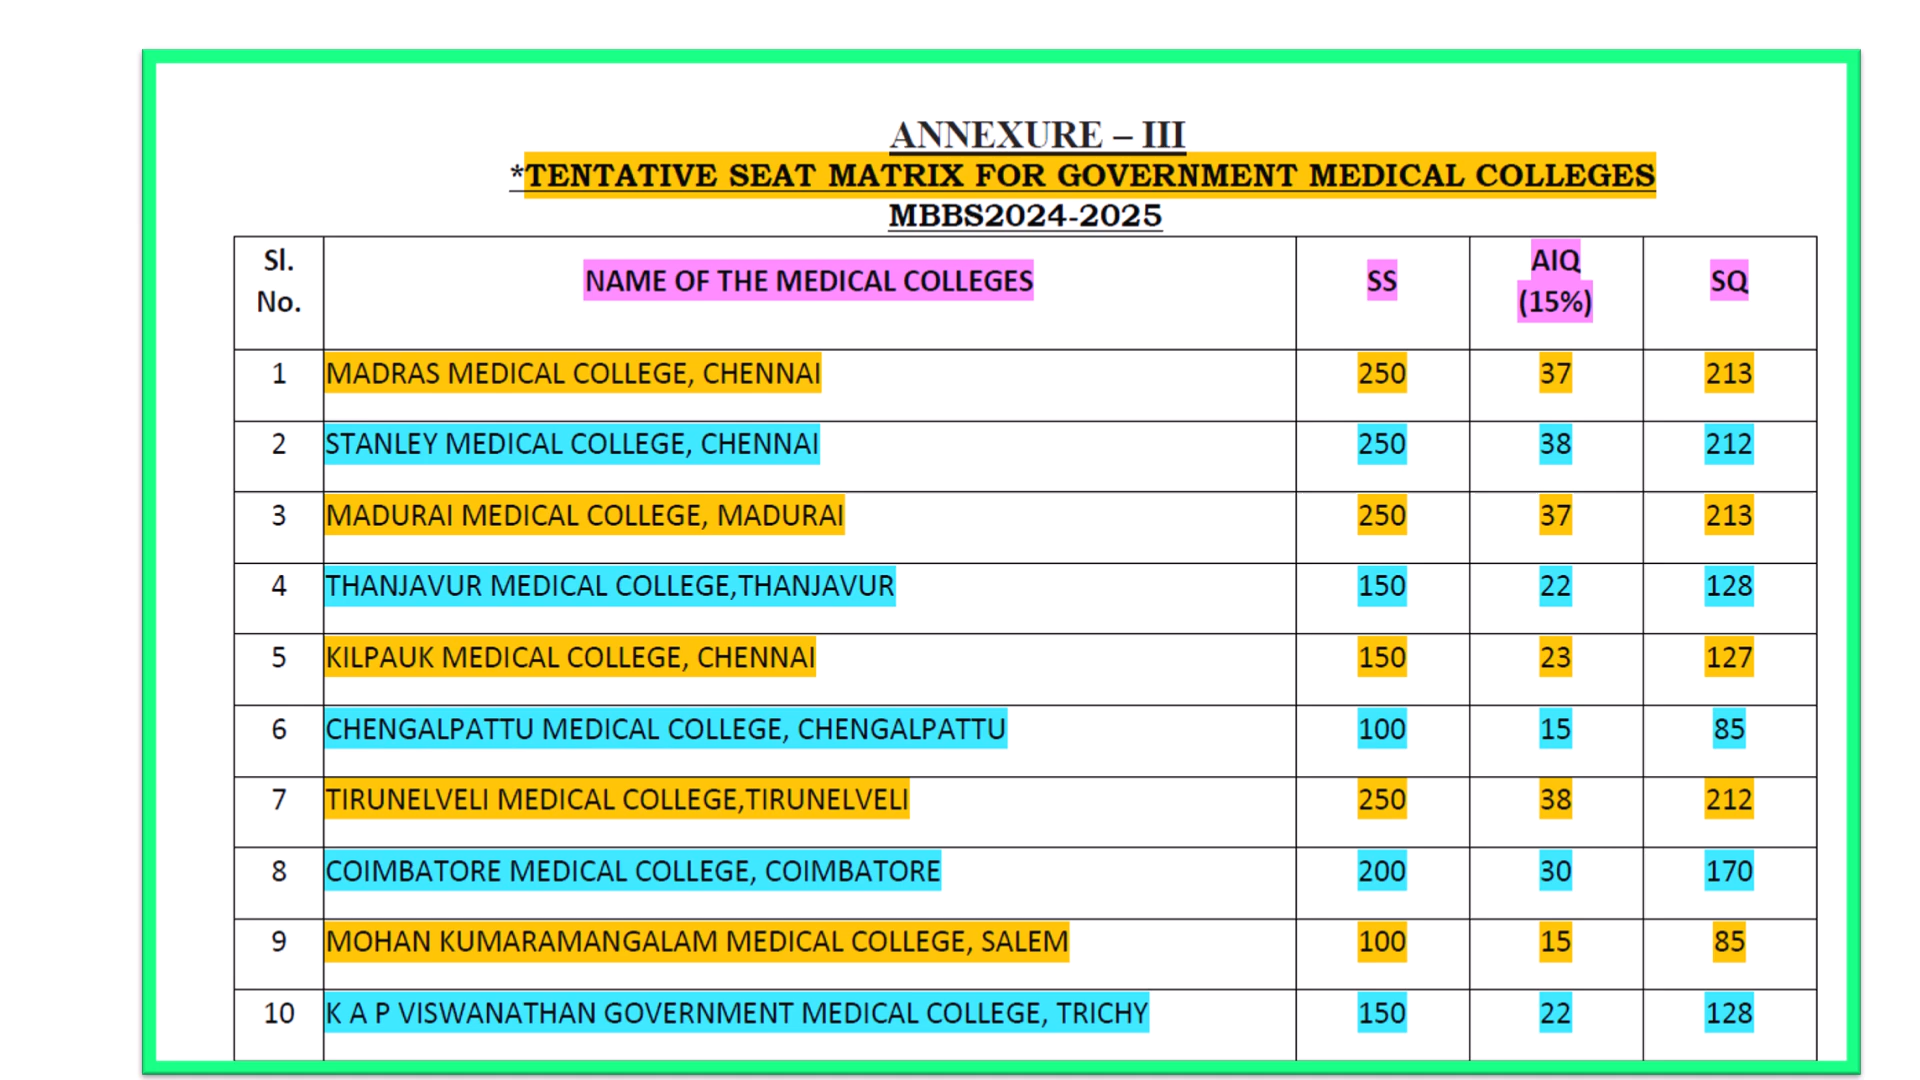 ANNEXURE – III
*TENTATIVE SEAT MATRIX FOR GOVERNMENT MEDICAL COLLEGES
MBBS2024-2025
Sl. No. NAME OF THE MEDICAL COLLEGES SS AIQ (15%) SQ
1 MADRAS MEDICAL COLLEGE, CHENNAI 250 37 213
2 STANLEY MEDICAL COLLEGE, CHENNAI 250 38 212
3 MADURAI MEDICAL COLLEGE, MADURAI 250 37 213
4 THANJAVUR MEDICAL COLLEGE,THANJAVUR 150 22 128
5 KILPAUK MEDICAL COLLEGE, CHENNAI 150 23 127
6 CHENGALPATTU MEDICAL COLLEGE, CHENGALPATTU 100 15 85
7 TIRUNELVELI MEDICAL COLLEGE,TIRUNELVELI 250 38 212
8 COIMBATORE MEDICAL COLLEGE, COIMBATORE 200 30 170
9 MOHAN KUMARAMANGALAM MEDICAL COLLEGE, SALEM 100 15 85
10 K A P VISWANATHAN GOVERNMENT MEDICAL COLLEGE, TRICHY 150 22 128